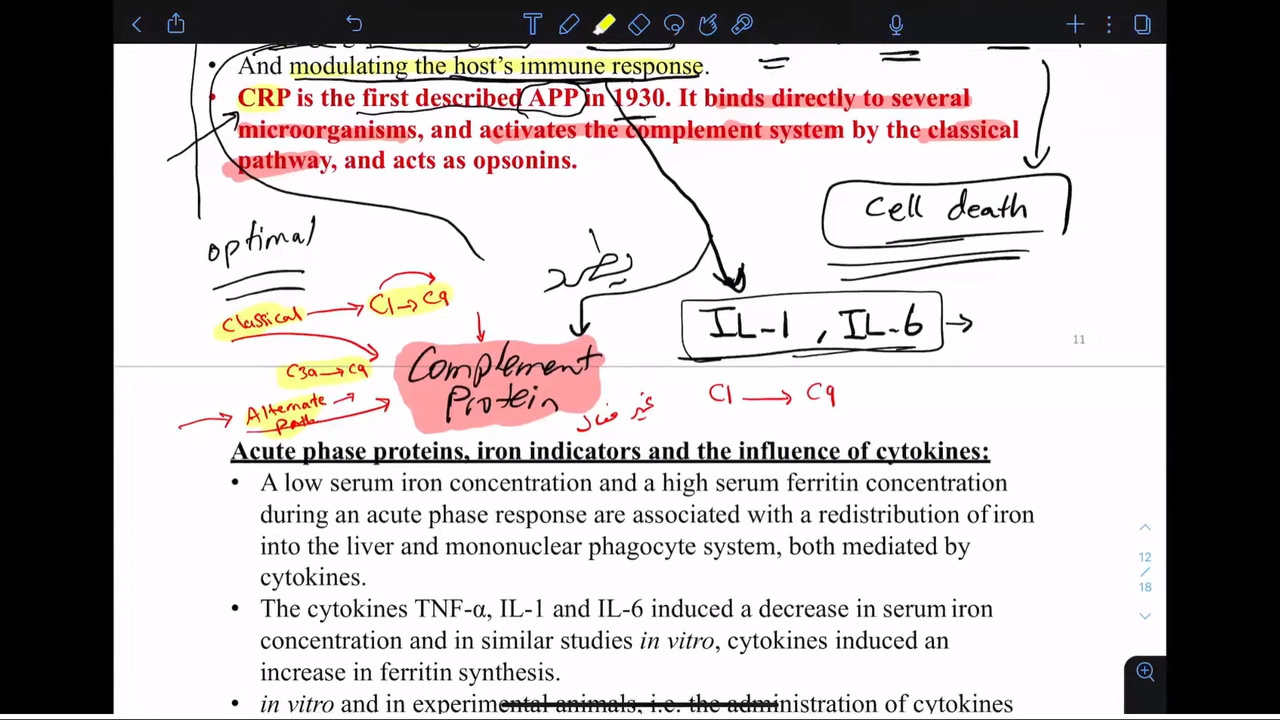 And modulating the host's immune response.
CRP is the first described APP in 1930. It binds directly to several
microorganisms, and activates the complement system by the classical
pathway, and acts as opsonins.
Cell death
optimal
Classical → C1→C9
IL-1 , IL-6 →
11
Complement
Protein
C3a→C9
Alternate
path
غير
C1 → C9
Acute phase proteins, iron indicators and the influence of cytokines:
• A low serum iron concentration and a high serum ferritin concentration
during an acute phase response are associated with a redistribution of iron
into the liver and mononuclear phagocyte system, both mediated by
cytokines.
• The cytokines TNF-α, IL-1 and IL-6 induced a decrease in serum iron
concentration and in similar studies in vitro, cytokines induced an
increase in ferritin synthesis.
• in vitro and in experimental animals, i.e. the administration of cytokines
12
/
18